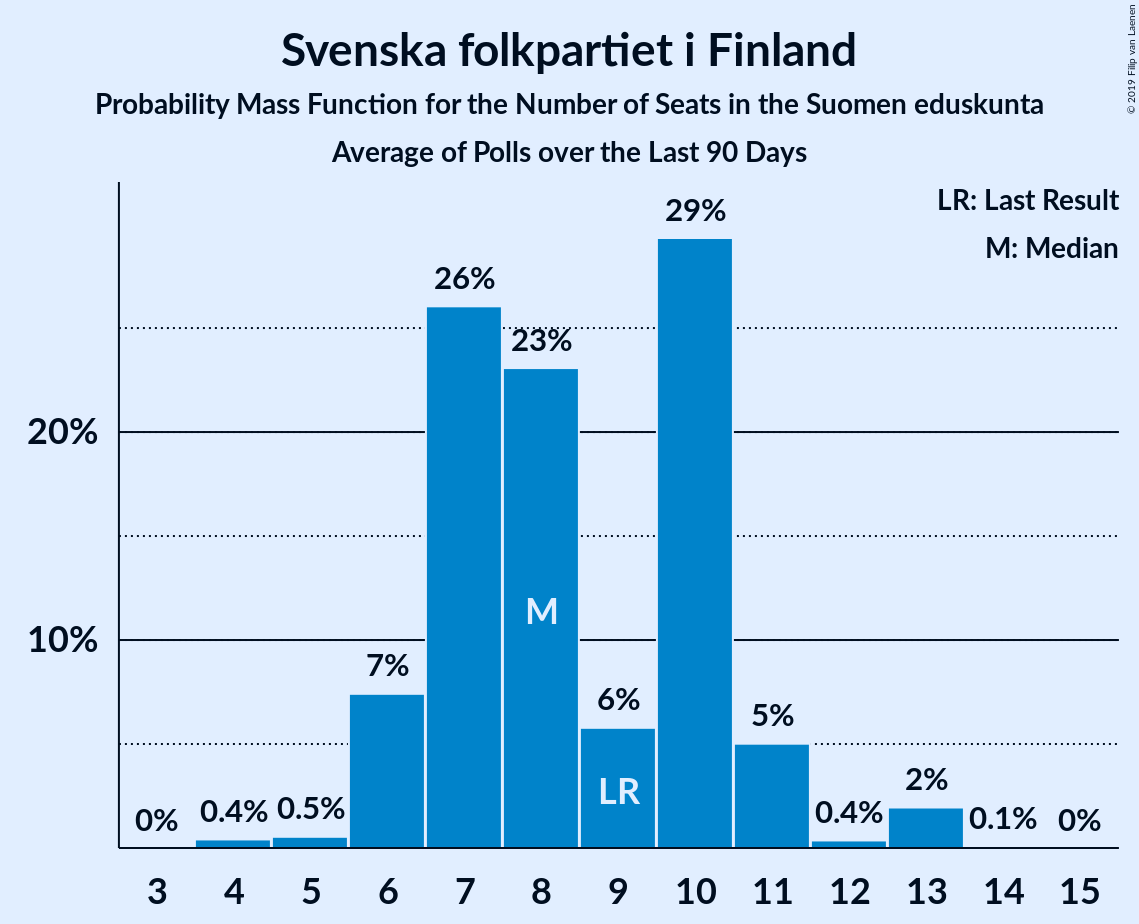 Svenska folkpartiet i Finland
Probability Mass Function for the Number of Seats in the Suomen eduskunta
Average of Polls over the Last 90 Days
© 2019 Filip van Laenen
LR: Last Result
M: Median
29%
26%
23%
20%
M
10%
7%
6%
5%
LR
2%
0%
0.4%
0.5%
0.4%
0.1%
0%
3 4 5 6 7 8 9 10 11 12 13 14 15